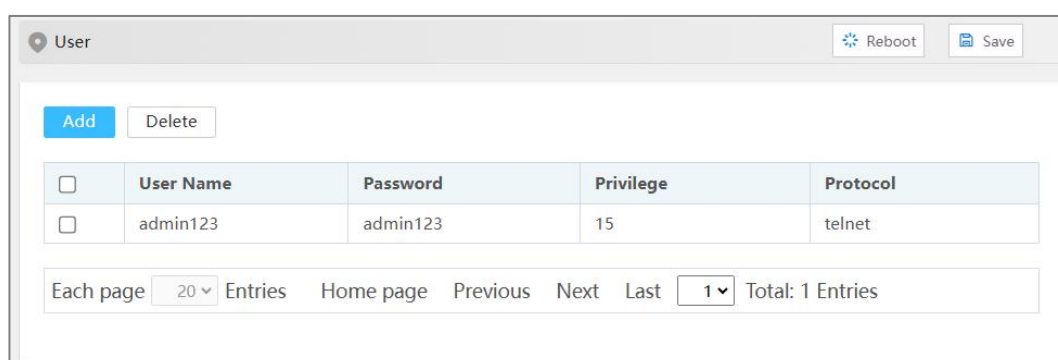 User Reboot Save
Add Delete
User Name Password Privilege Protocol
admin123 admin123 15 telnet
Each page 20 Entries Home page Previous Next Last 1 Total: 1 Entries